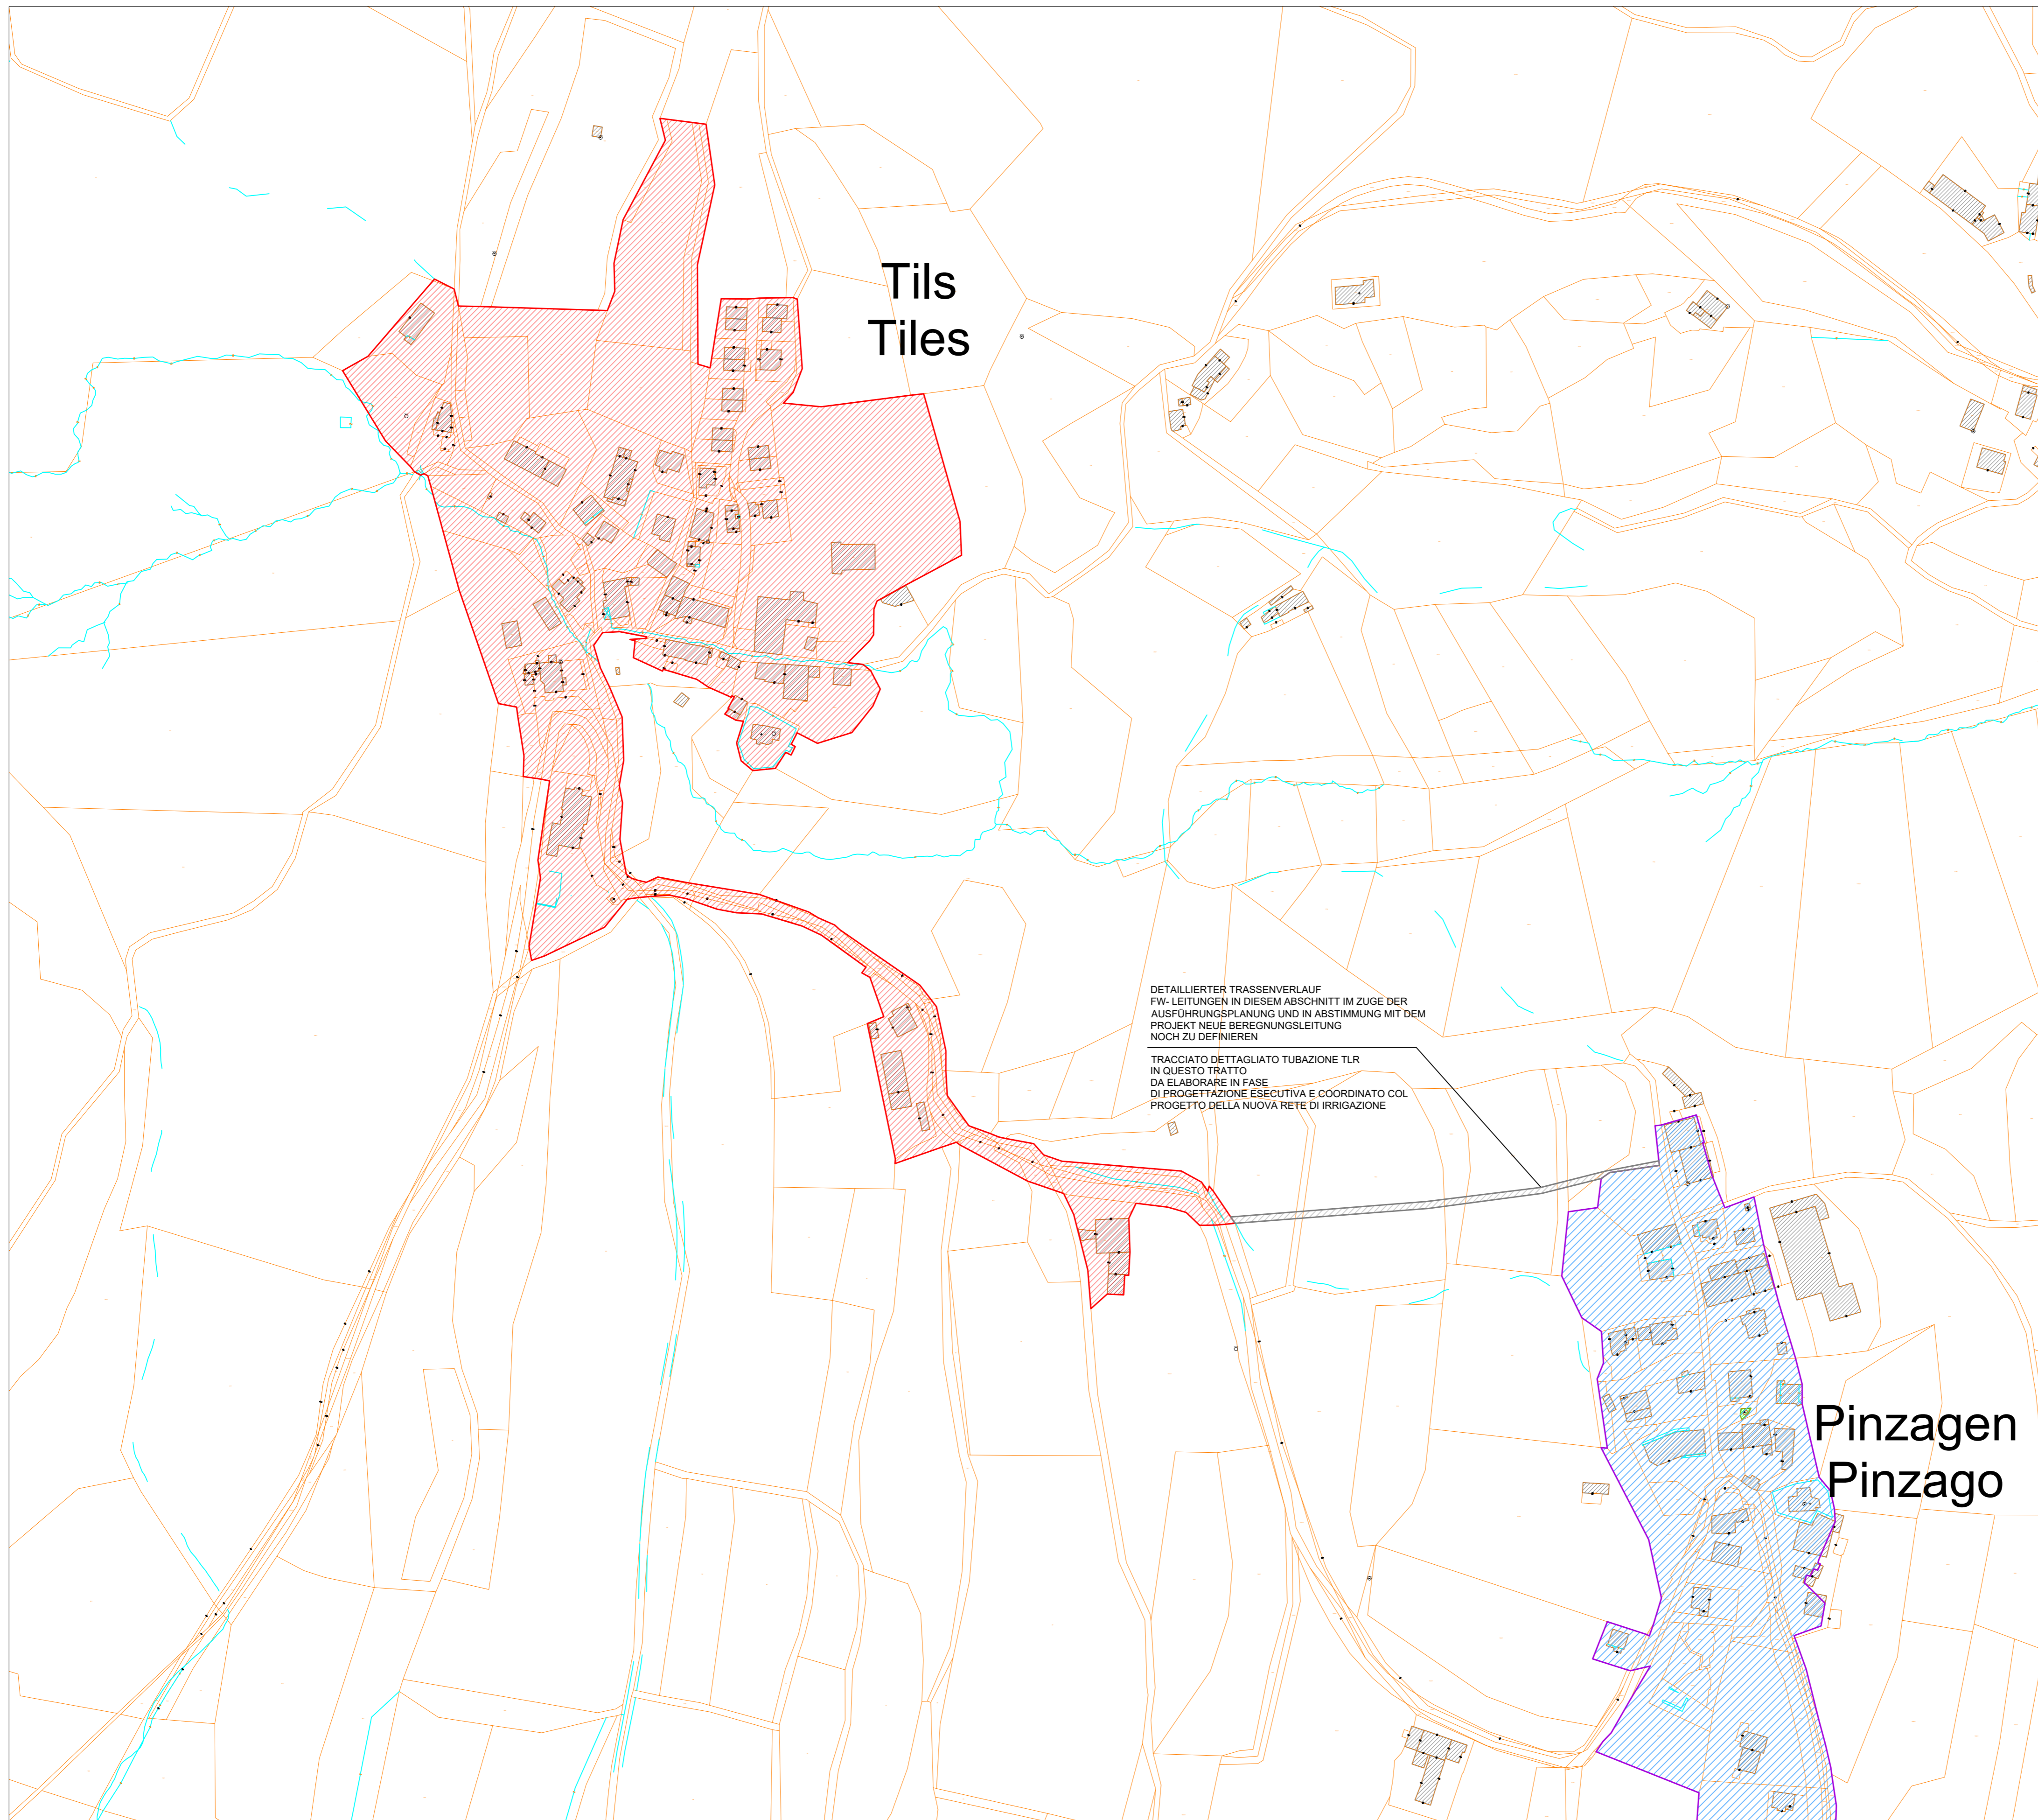 Tils
Tiles
DETAILLIERTER TRASSENVERLAUF
FW- LEITUNGEN IN DIESEM ABSCHNITT IM ZUGE DER
AUSFÜHRUNGSPLANUNG UND IN ABSTIMMUNG MIT DEM
PROJEKT NEUE BEREGNUNGSLEITUNG
NOCH ZU DEFINIEREN
TRACCIATO DETTAGLIATO TUBAZIONE TLR
IN QUESTO TRATTO
DA ELABORARE IN FASE
DI PROGETTAZIONE ESECUTIVA E COORDINATO COL
PROGETTO DELLA NUOVA RETE DI IRRIGAZIONE
Pinzagen
Pinzago